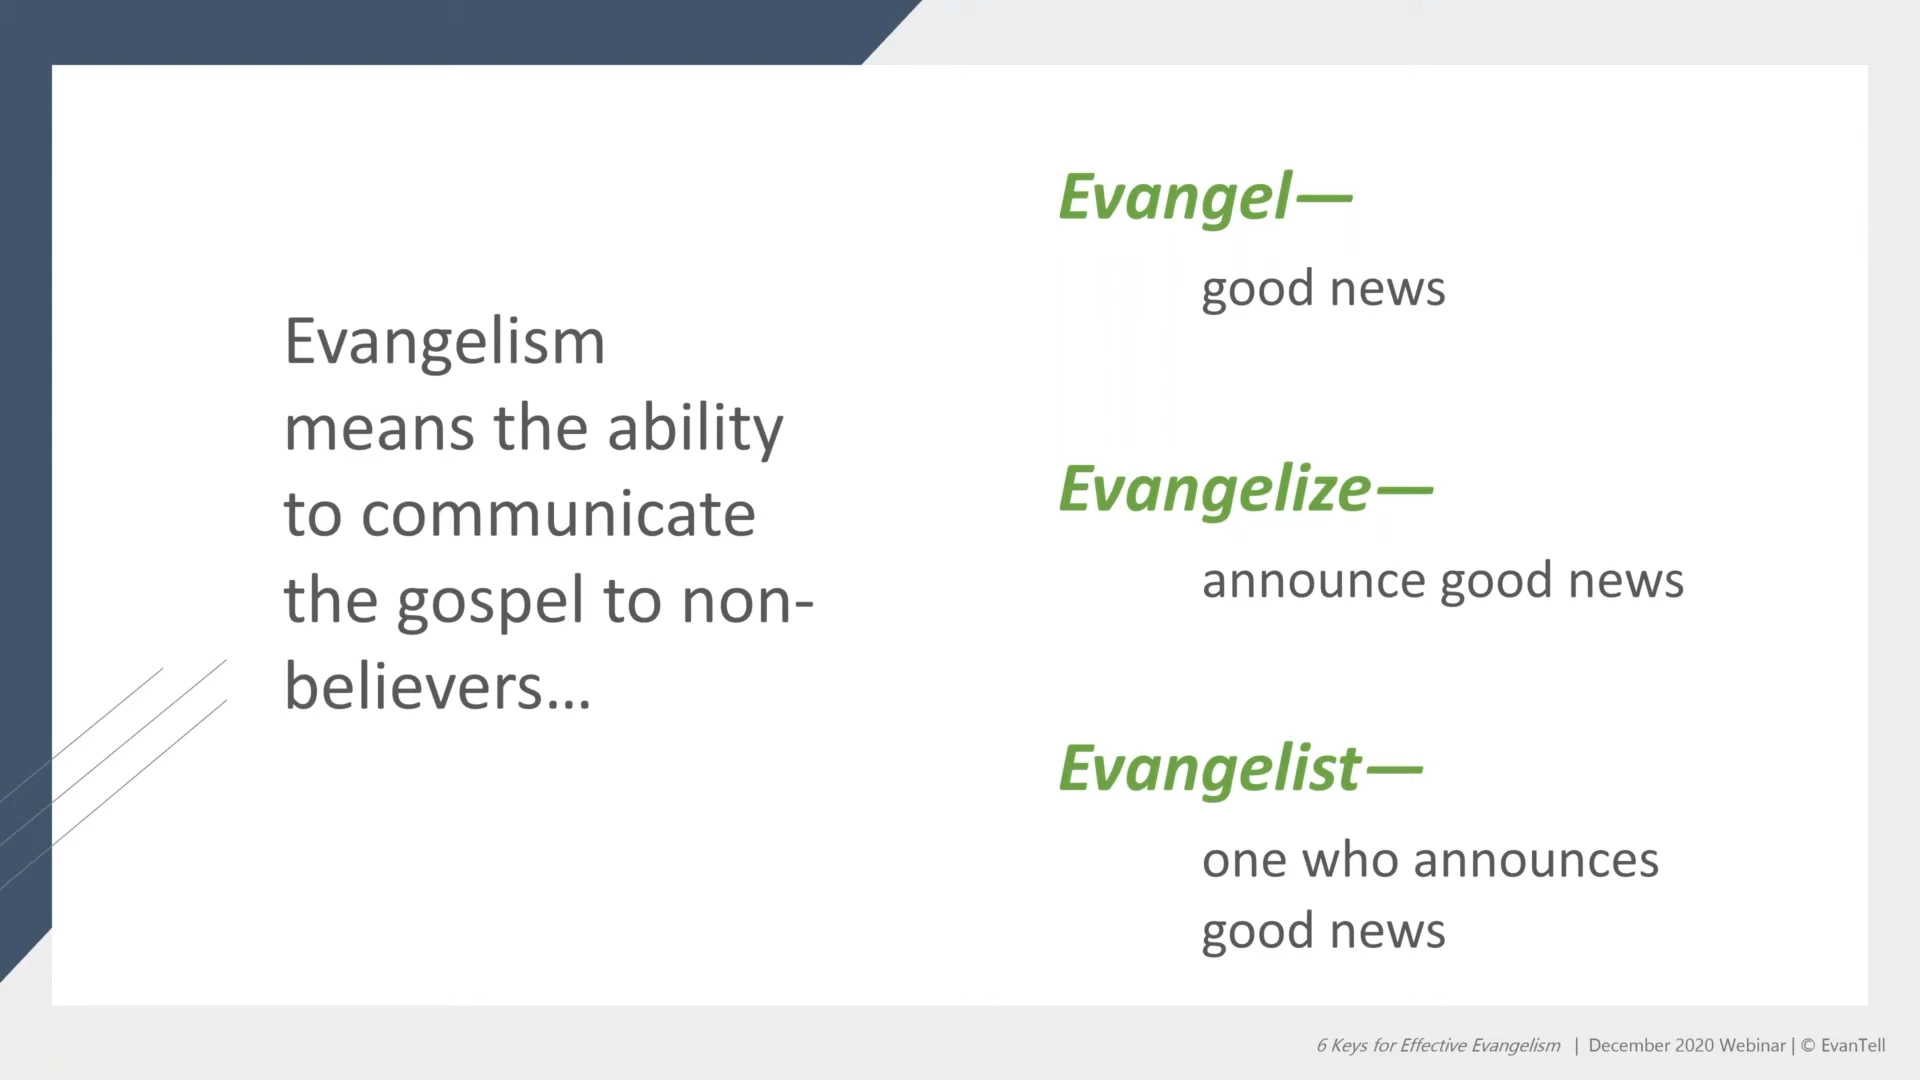 Evangelism
means the ability
to communicate
the gospel to non-
believers...
Evangel—
good news
Evangelize—
announce good news
Evangelist—
one who announces
good news
6 Keys for Effective Evangelism | December 2020 Webinar | © EvanTell